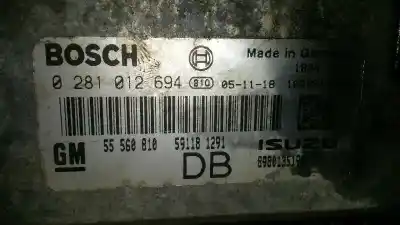 BOSCH Made in
0 281 012 694 810 05-11-18
55 560 810 59118 1291
GM DB ISUZU